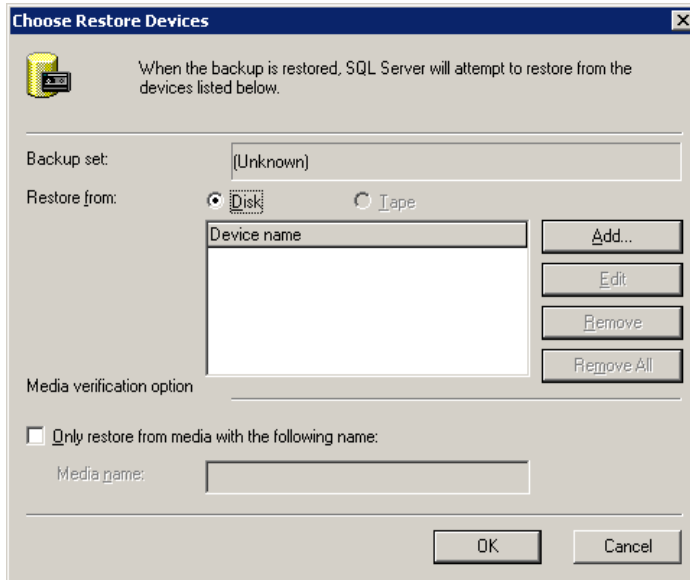 Choose Restore Devices
When the backup is restored, SQL Server will attempt to restore from the
devices listed below.
Backup set:
(Unknown)
Restore from:
Disk
Tape
Device name
Add...
Edit
Remove
Remove All
Media verification option
Only restore from media with the following name:
Media name:
OK
Cancel